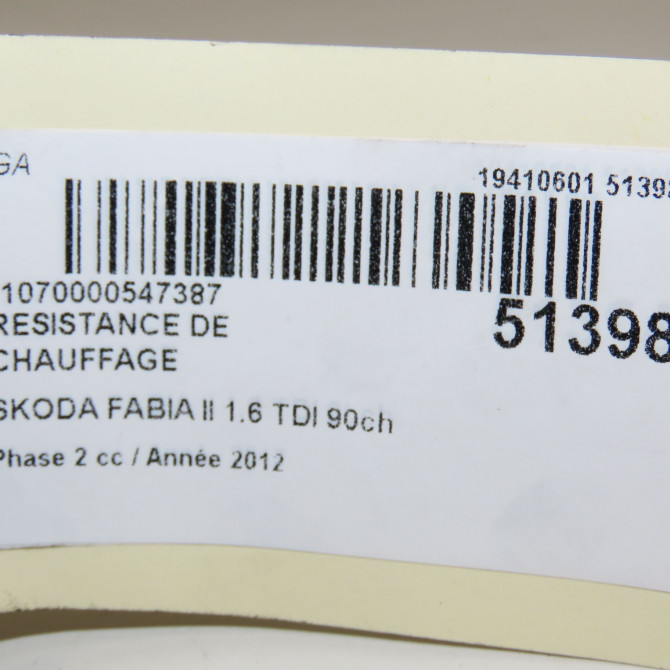 GA
19410601 51398
1070000547387
RESISTANCE DE
CHAUFFAGE
51398
SKODA FABIA II 1.6 TDI 90ch
Phase 2 cc / Année 2012